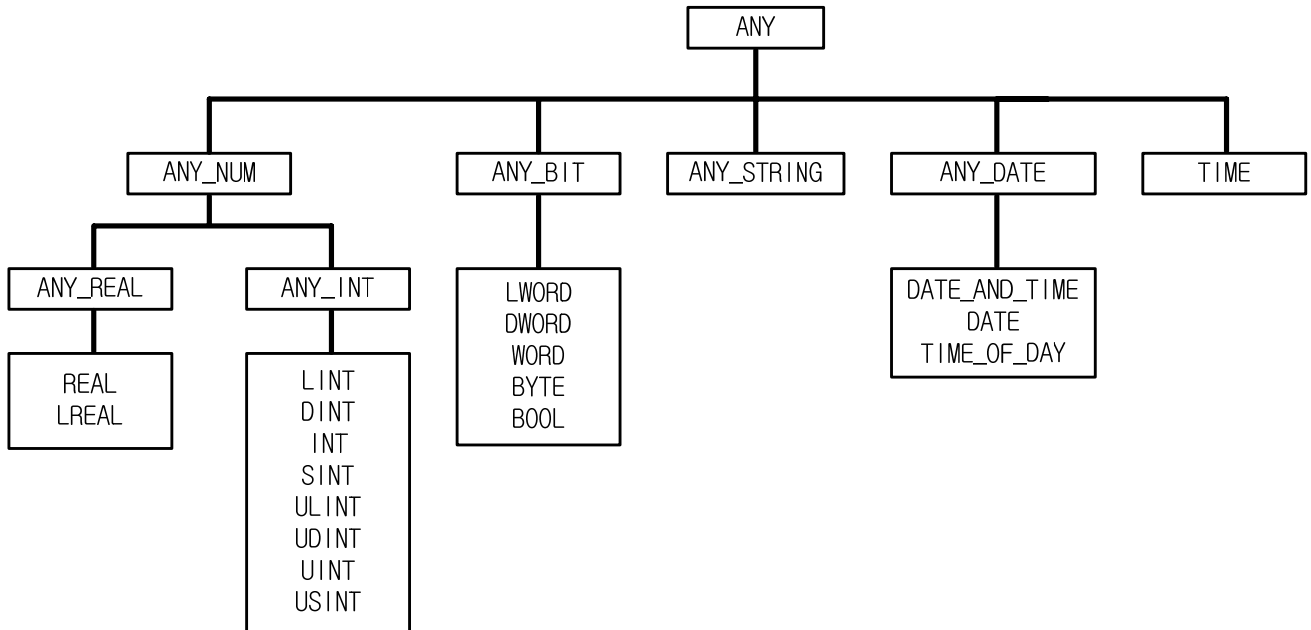 ANY
ANY_NUM
ANY_BIT
ANY_STRING
ANY_DATE
TIME
ANY_REAL
ANY_INT
REAL
LREAL
LINT
DINT
INT
SINT
ULINT
UDINT
UINT
USINT
LWORD
DWORD
WORD
BYTE
BOOL
DATE_AND_TIME
DATE
TIME_OF_DAY